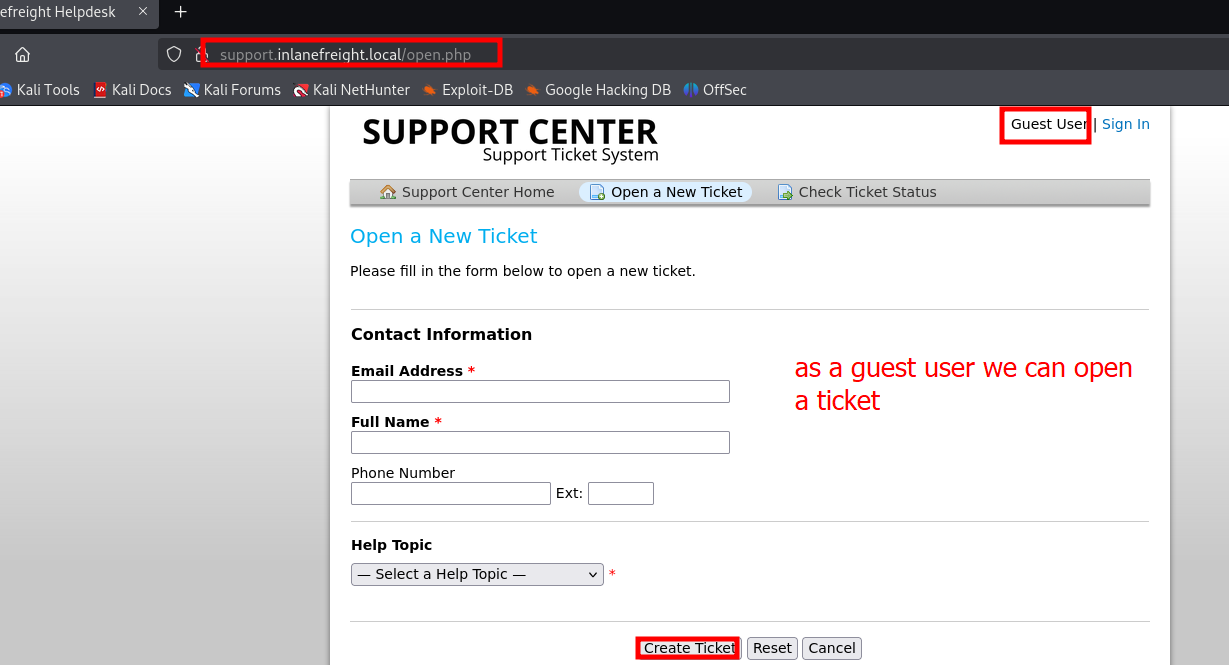 efreight Helpdesk × +
support.inlanefreight.local/open.php
Kali Tools Kali Docs Kali Forums Kali NetHunter Exploit-DB Google Hacking DB OffSec
SUPPORT CENTER
Support Ticket System
Guest User | Sign In
Support Center Home Open a New Ticket Check Ticket Status
Open a New Ticket
Please fill in the form below to open a new ticket.
Contact Information
Email Address *
as a guest user we can open
a ticket
Full Name *
Phone Number
Ext:
Help Topic
— Select a Help Topic — *
Create Ticket Reset Cancel